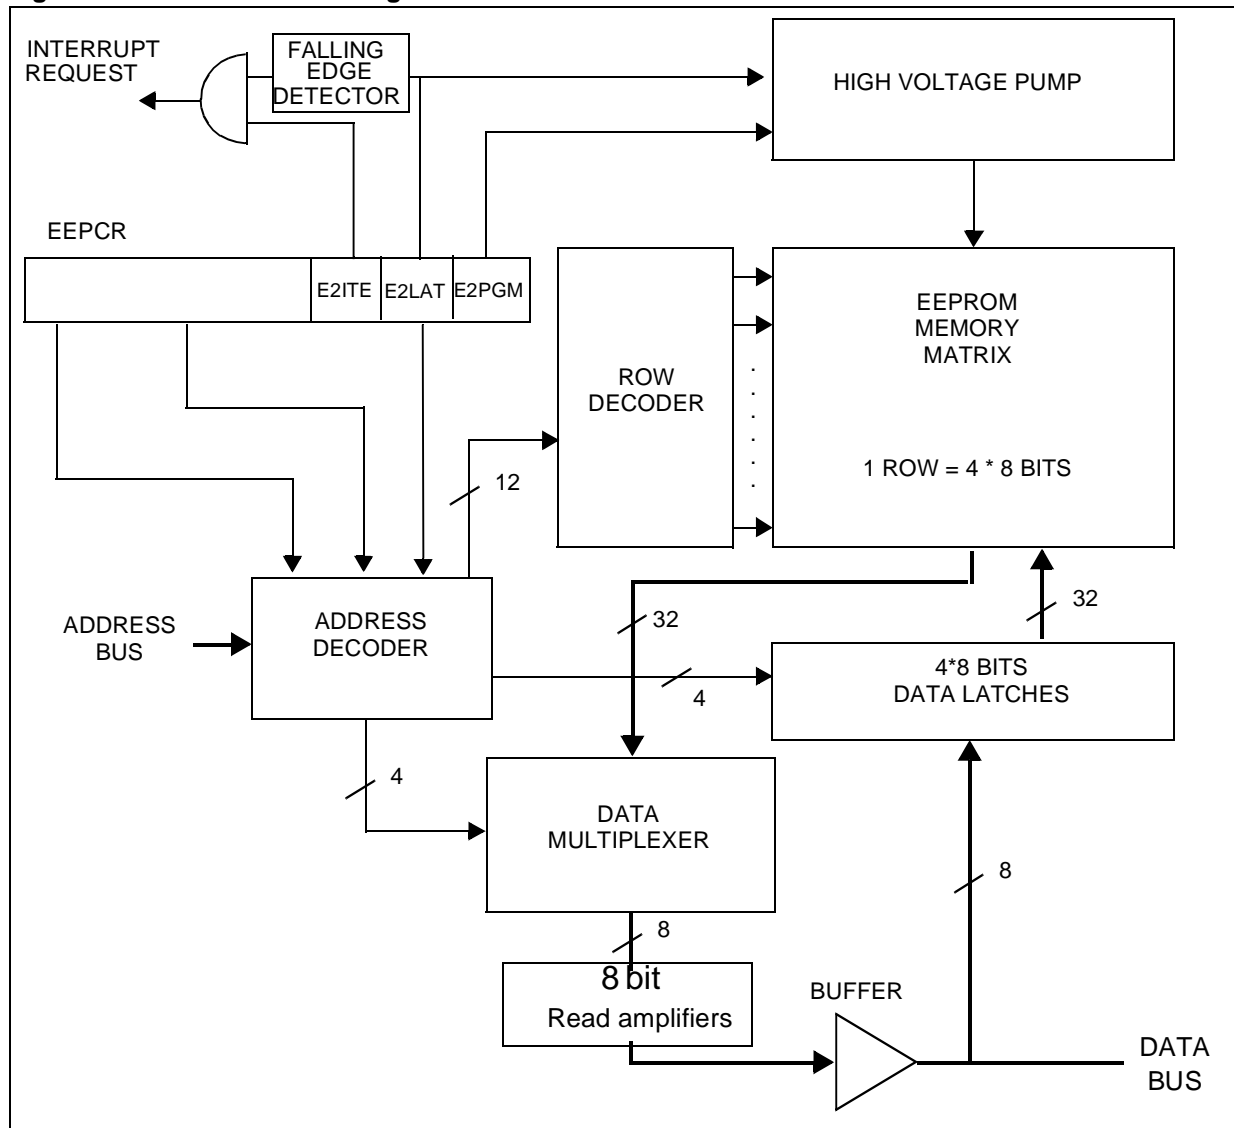 INTERRUPT
REQUEST
FALLING
EDGE
DETECTOR
HIGH VOLTAGE PUMP
EEPCR
E2ITE
E2LAT
E2PGM
ROW
DECODER
EEPROM
MEMORY
MATRIX
1 ROW = 4 * 8 BITS
12
ADDRESS
BUS
ADDRESS
DECODER
32
32
4
4*8 BITS
DATA LATCHES
4
DATA
MULTIPLEXER
8
8
8 bit
Read amplifiers
BUFFER
DATA
BUS